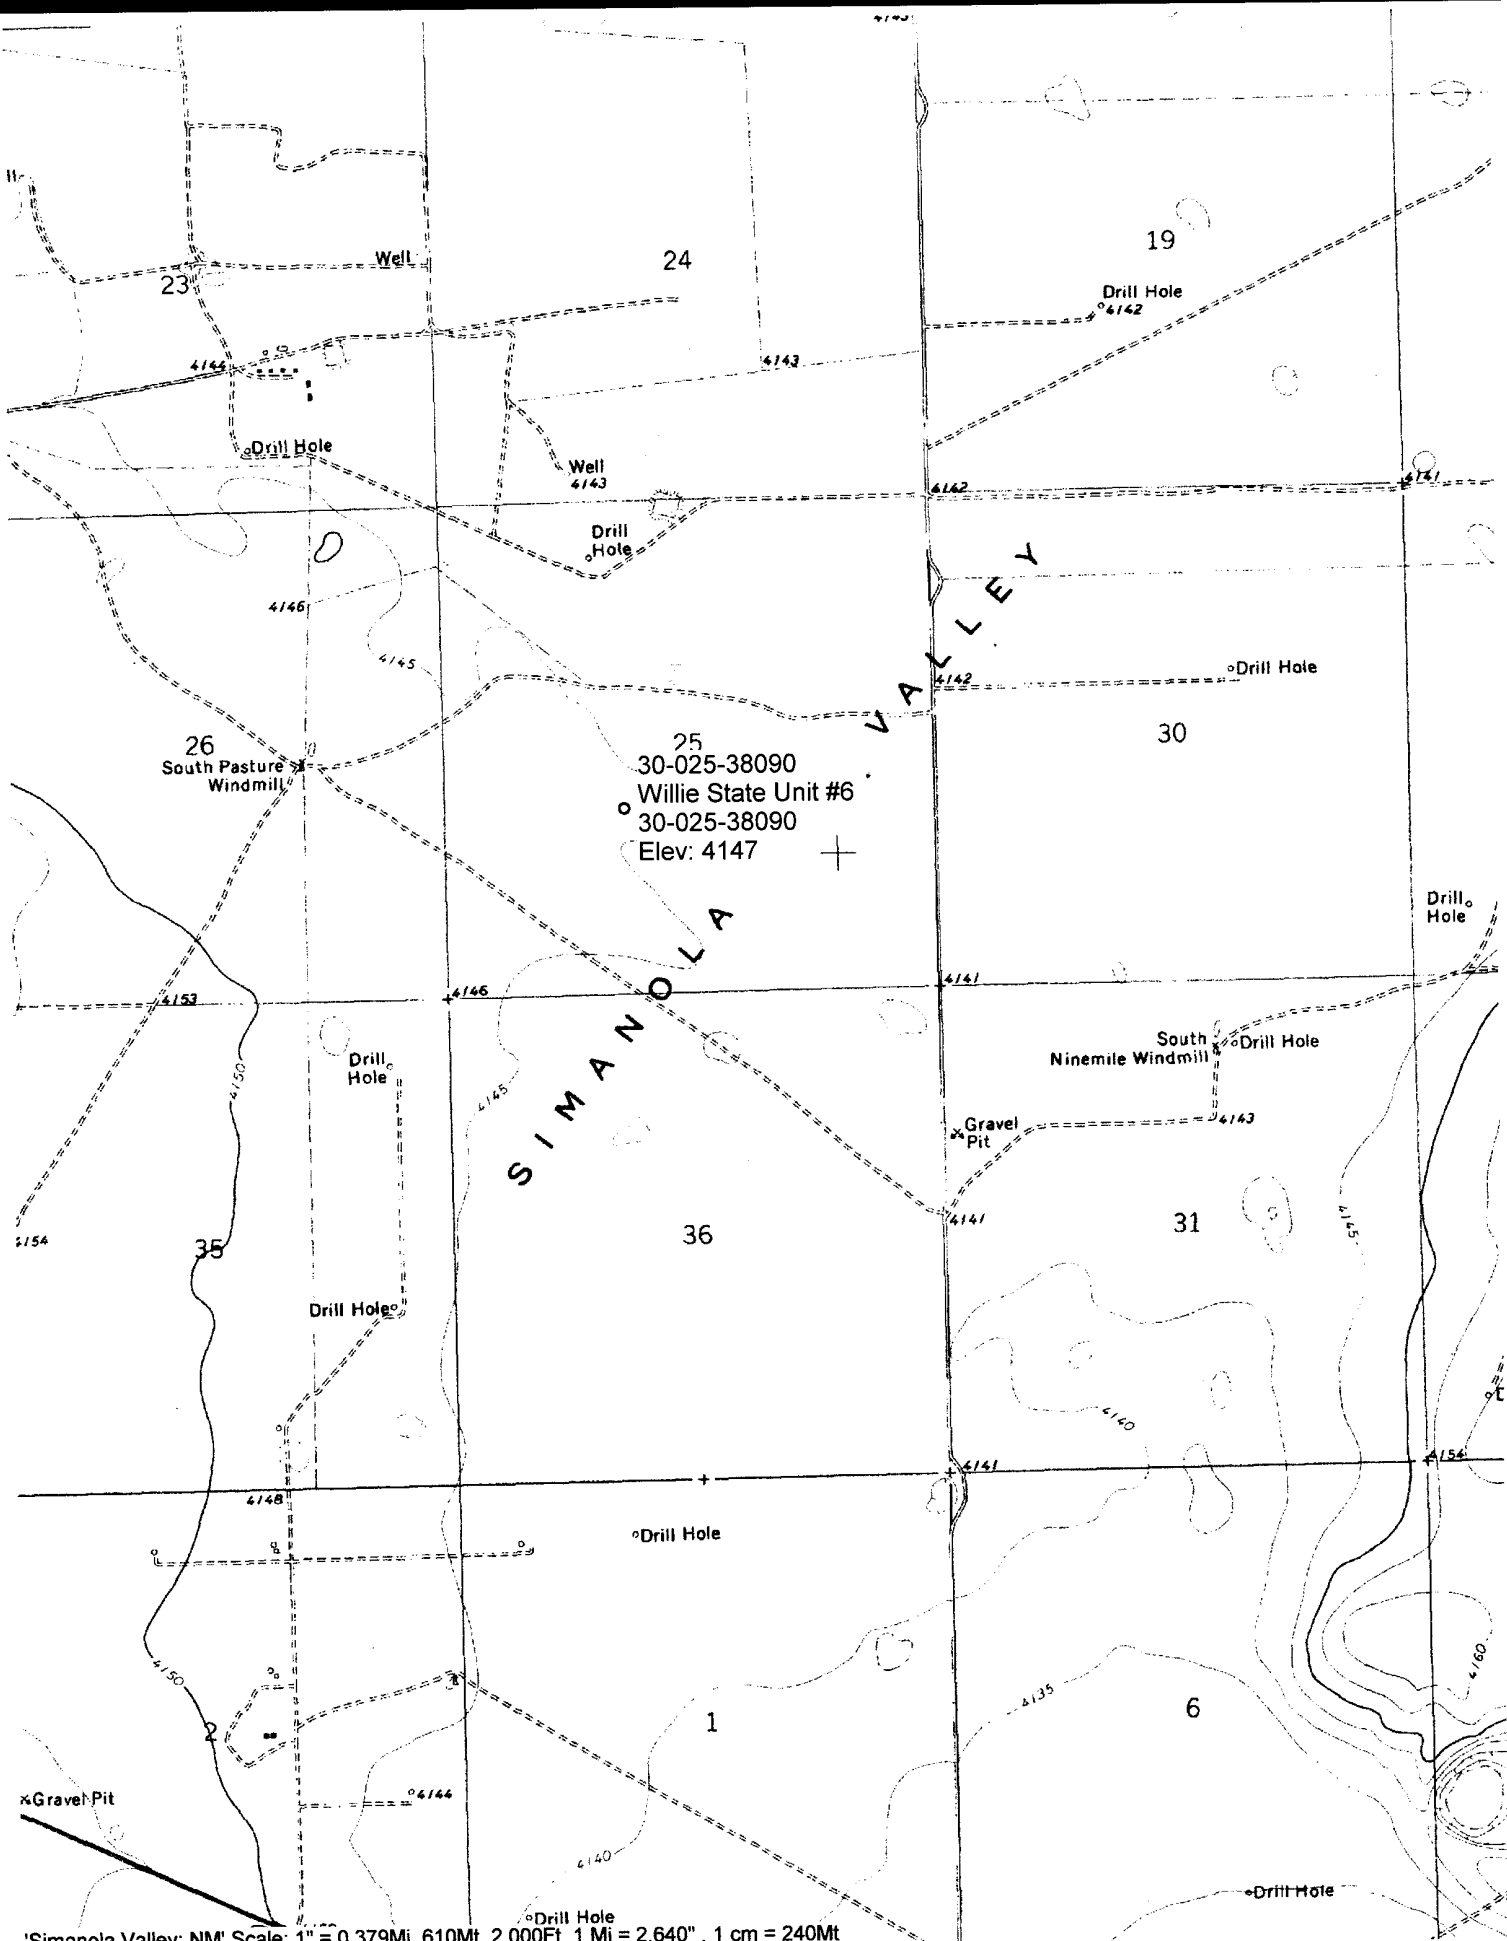 4143
19
24
Well
23
Drill Hole
4142
4143
4144
Drill Hole
Well
4143
4142
4141
Drill
Hole
4146
4145
VALLEY
Drill Hole
4142
30
26
South Pasture
Windmill
25
30-025-38090
Willie State Unit #6
30-025-38090
Elev: 4147
Drill
Hole
SIMANOLA
4141
4146
4153
South
Ninemile Windmill
Drill Hole
Drill
Hole
4150
4145
Gravel
Pit
4143
4141
31
4145
4154
35
36
Drill Hole
4140
4141
4154
4148
Drill Hole
4150
4160
4135
6
1
2
4144
Gravel Pit
4140
Drill Hole
Drill Hole
'Simanola Valley; NM' Scale: 1" = 0.379Mi 610Mt 2,000Ft, 1 Mi = 2.640", 1 cm = 240Mt